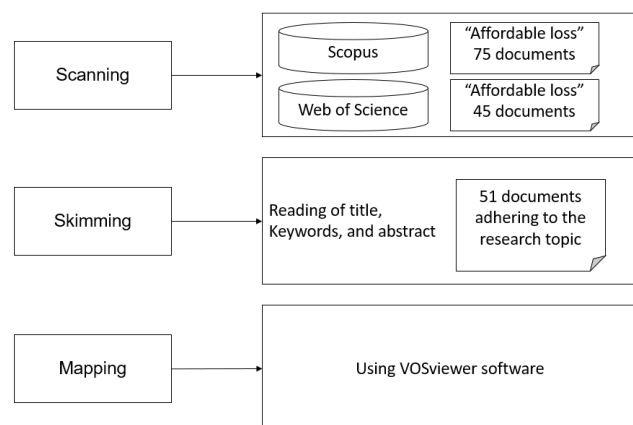 Scanning
Scopus
“Affordable loss”
75 documents
Web of Science
“Affordable loss”
45 documents
Skimming
Reading of title,
Keywords, and abstract
51 documents
adhering to the
research topic
Mapping
Using VOSviewer software